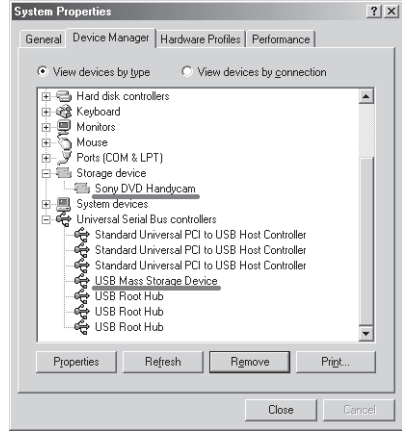 System Properties
General Device Manager Hardware Profiles Performance
View devices by type View devices by connection
Hard disk controllers
Keyboard
Monitors
Mouse
Ports (COM & LPT)
Storage device
Sony DVD Handycam
System devices
Universal Serial Bus controllers
Standard Universal PCI to USB Host Controller
Standard Universal PCI to USB Host Controller
Standard Universal PCI to USB Host Controller
USB Mass Storage Device
USB Root Hub
USB Root Hub
USB Root Hub
Properties Refresh Remove Print...
Close Cancel